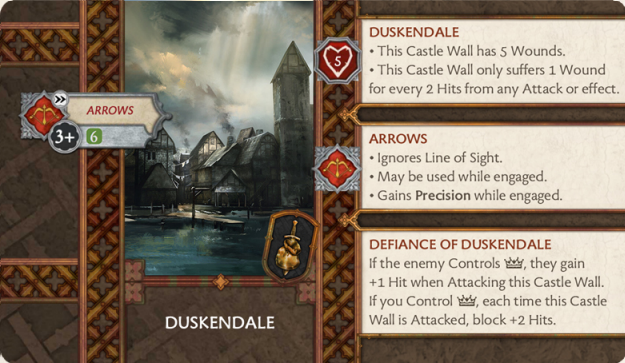 ARROWS
3+
6
DUSKENDALE
5
DUSKENDALE
• This Castle Wall has 5 Wounds.
• This Castle Wall only suffers 1 Wound
for every 2 Hits from any Attack or effect.
ARROWS
• Ignores Line of Sight.
• May be used while engaged.
• Gains Precision while engaged.
DEFIANCE OF DUSKENDALE
If the enemy Controls , they gain
+1 Hit when Attacking this Castle Wall.
If you Control , each time this Castle
Wall is Attacked, block +2 Hits.